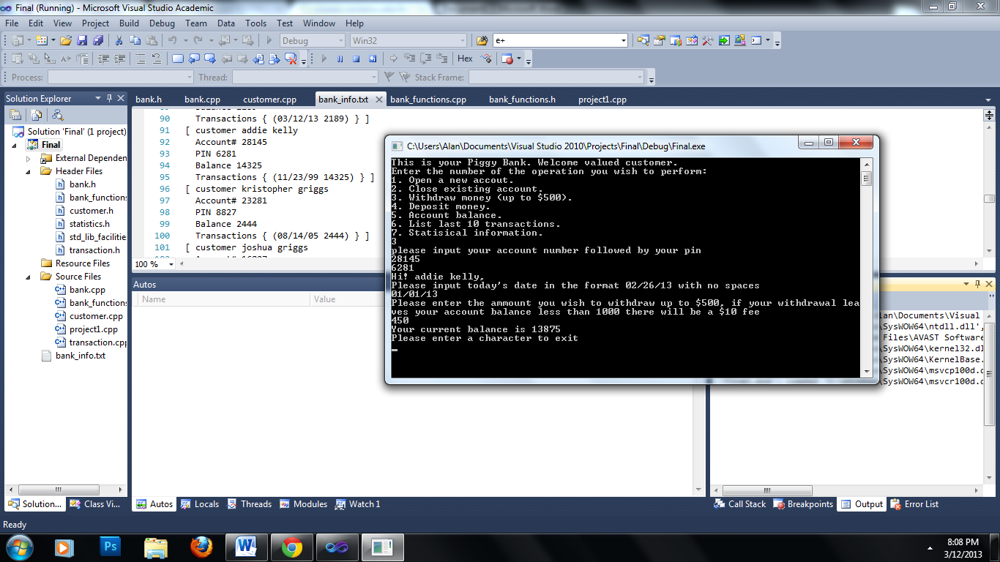 Final (Running) - Microsoft Visual Studio Academic
File Edit View Project Build Debug Team Data Tools Test Window Help
Debug Win32 e+
Hex
Process: Thread: Stack Frame:
Solution Explorer
bank.h bank.cpp customer.cpp bank_info.txt bank_functions.cpp bank_functions.h project1.cpp
Solution 'Final' (1 project)
Final
External Dependen
Header Files
bank.h
bank_function:
customer.h
statistics.h
std_lib_facilitie
transaction.h
Resource Files
Source Files
bank.cpp
bank_function:
customer.cpp
project1.cpp
transaction.cpp
bank_info.txt
90 Transactions { (03/12/13 2189) } ]
91 [ customer addie kelly
92 Account# 28145
93 PIN 6281
94 Balance 14325
95 Transactions { (11/23/99 14325) } ]
96 [ customer kristopher griggs
97 Account# 23281
98 PIN 8827
99 Balance 2444
100 Transactions { (08/14/05 2444) } ]
101 [ customer joshua griggs
100 %
C:\Users\Alan\Documents\Visual Studio 2010\Projects\Final\Debug\Final.exe
This is your Piggy Bank. Welcome valued customer.
Enter the number of the operation you wish to perform:
1. Open a new accout.
2. Close existing account.
3. Withdraw money (up to $500).
4. Deposit money.
5. Account balance.
6. List last 10 transactions.
7. Statisical information.
3
please input your account number followed by your pin
28145
6281
Hi! addie kelly,
Please input today's date in the format 02/26/13 with no spaces
01/01/13
Please enter the ammount you wish to withdraw up to $500, if your withdrawal lea
ves your account balance less than 1000 there will be a $10 fee
450
Your current balance is 13875
Please enter a character to exit
Autos
Name Value
lan\Documents\Visual
\SysWOW64\ntdll.dll',
Files\AVAST Software
\SysWOW64\kernel32.dl
\SysWOW64\KernelBase.
\SysWOW64\msvcp100d.d
\SysWOW64\msvcr100d.d
Solution... Class Vi... Autos Locals Threads Modules Watch 1 Call Stack Breakpoints Output Error List
Ready
8:08 PM
3/12/2013